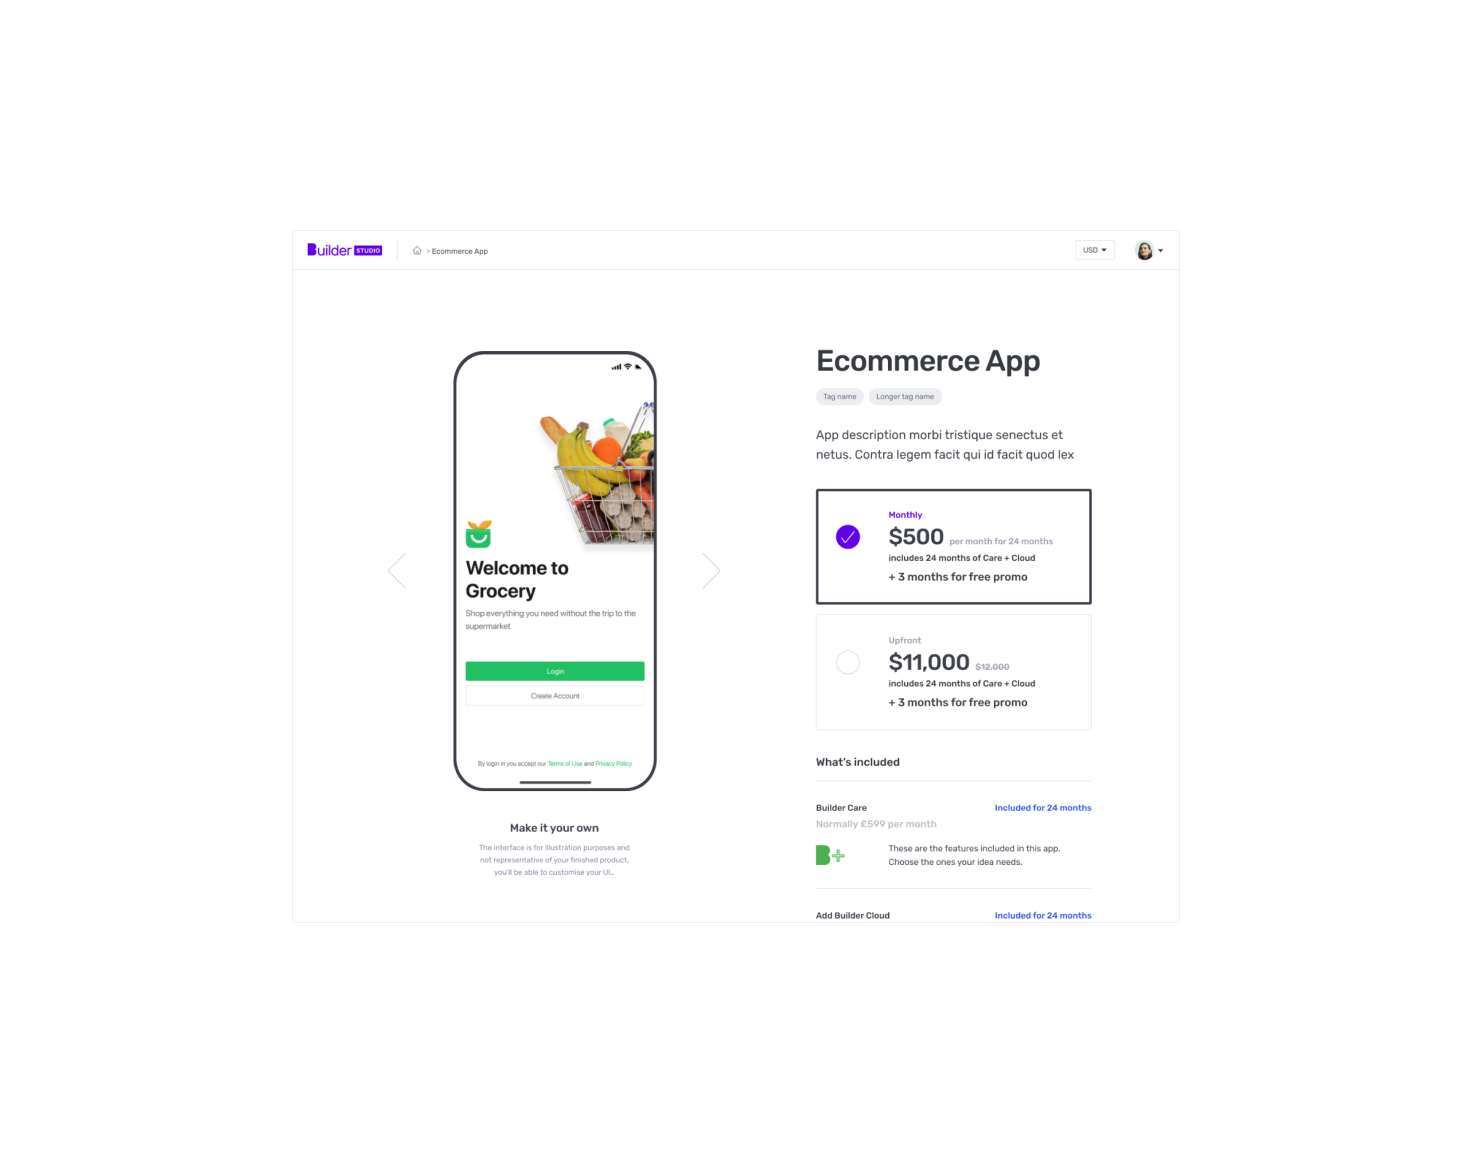 Builder STUDIO
> Ecommerce App
USD
Welcome to
Grocery
Shop everything you need without the trip to the
supermarket
Login
Create Account
By login in you accept our Terms of Use and Privacy Policy
Make it your own
The interface is for illustration purposes and
not representative of your finished product,
you'll be able to customise your UI...
Ecommerce App
Tag name
Longer tag name
App description morbi tristique senectus et
netus. Contra legem facit qui id facit quod lex
Monthly
$500 per month for 24 months
includes 24 months of Care + Cloud
+ 3 months for free promo
Upfront
$11,000 $12,000
includes 24 months of Care + Cloud
+ 3 months for free promo
What's included
Builder Care Included for 24 months
Normally £599 per month
B+
These are the features included in this app.
Choose the ones your idea needs.
Add Builder Cloud Included for 24 months